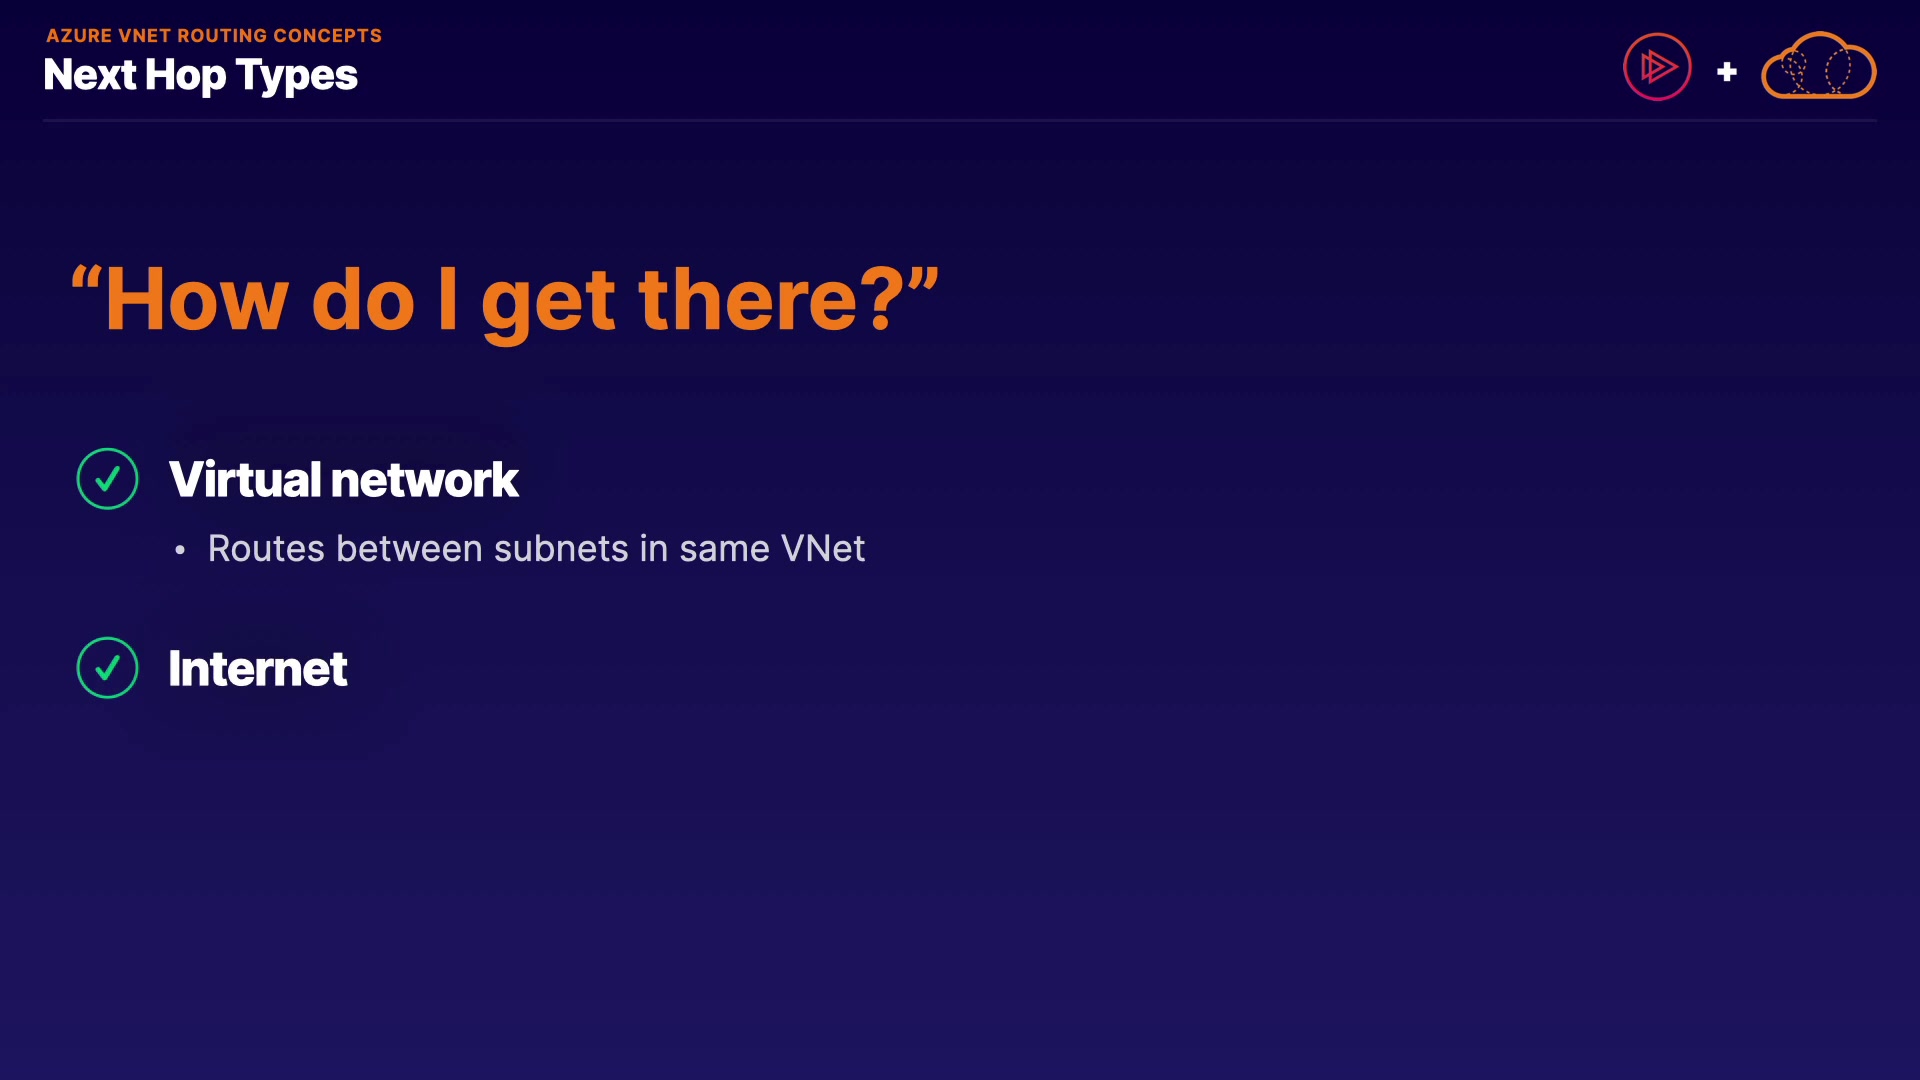 AZURE VNET ROUTING CONCEPTS
Next Hop Types
“How do I get there?”
Virtual network
• Routes between subnets in same VNet
Internet